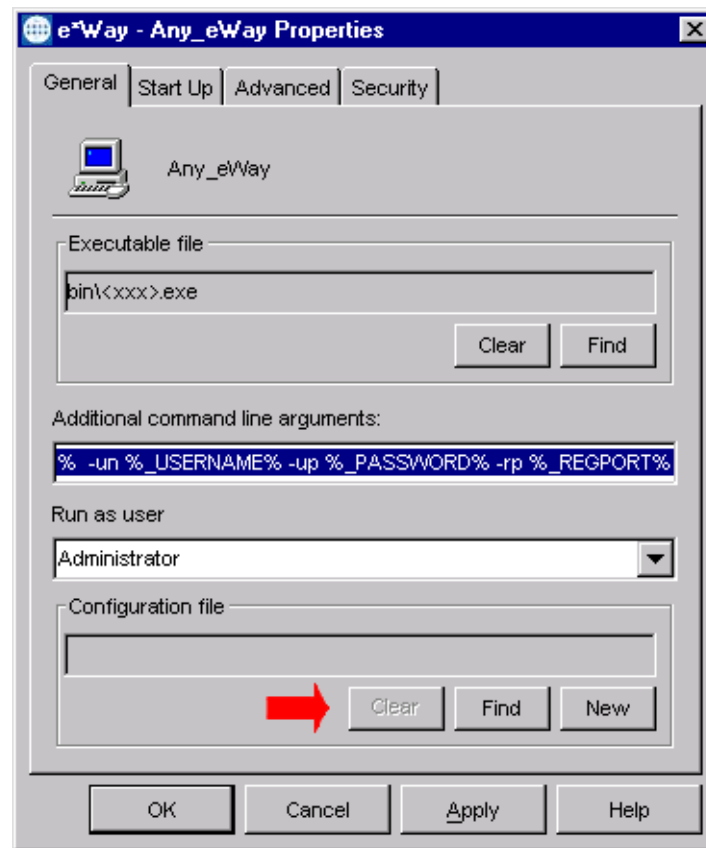 e*Way - Any_eWay Properties
General Start Up Advanced Security
Any_eWay
Executable file
bin\<xxx>.exe
Clear Find
Additional command line arguments:
% -un %_USERNAME% -up %_PASSWORD% -rp %_REGPORT%
Run as user
Administrator
Configuration file
Clear Find New
OK Cancel Apply Help